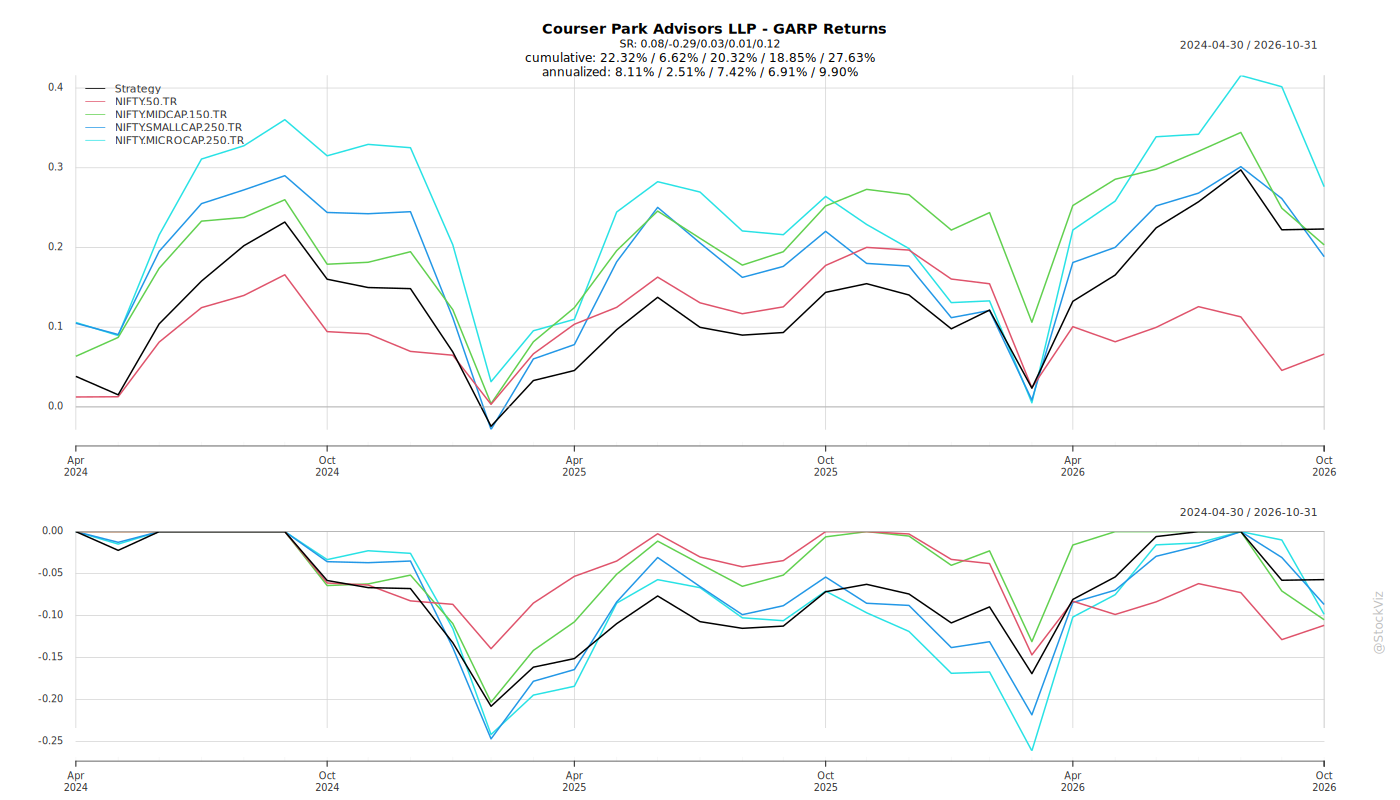 Courser Park Advisors LLP - GARP Returns
SR: 0.08/-0.29/0.03/0.01/0.12
2024-04-30 / 2026-10-31
cumulative: 22.32% / 6.62% / 20.32% / 18.85% / 27.63%
annualized: 8.11% / 2.51% / 7.42% / 6.91% / 9.90%
Strategy
NIFTY.50.TR
NIFTY.MIDCAP.150.TR
NIFTY.SMALLCAP.250.TR
NIFTY.MICROCAP.250.TR
0.4
0.3
0.2
0.1
0.0
Apr Oct Apr Oct Apr Oct
2024 2024 2025 2025 2026 2026
2024-04-30 / 2026-10-31
0.00
-0.05
-0.10
-0.15
-0.20
-0.25
Apr Oct Apr Oct Apr Oct
2024 2024 2025 2025 2026 2026
@StockViz